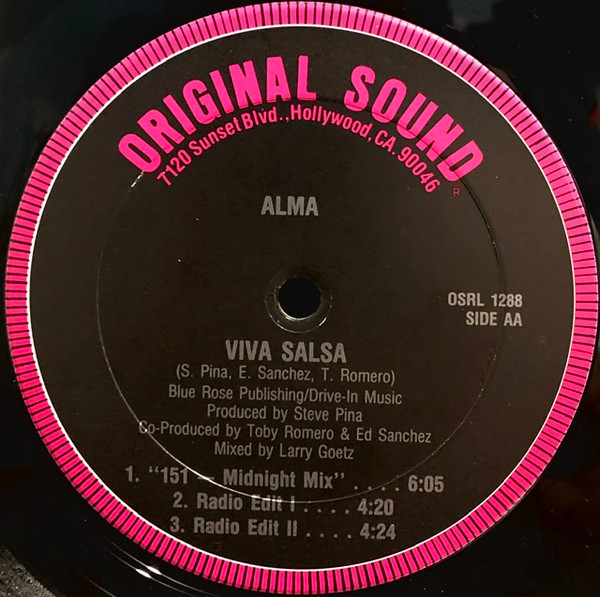 ORIGINAL SOUND
7120 Sunset Blvd., Hollywood, CA. 90046
R
ALMA
OSRL 1288
SIDE AA
VIVA SALSA
(S. Pina, E. Sanchez, T. Romero)
Blue Rose Publishing/Drive-In Music
Produced by Steve Pina
Co-Produced by Toby Romero & Ed Sanchez
Mixed by Larry Goetz
1. "151 — Midnight Mix" . . . . 6:05
2. Radio Edit I . . . . 4:20
3. Radio Edit II . . . . 4:24